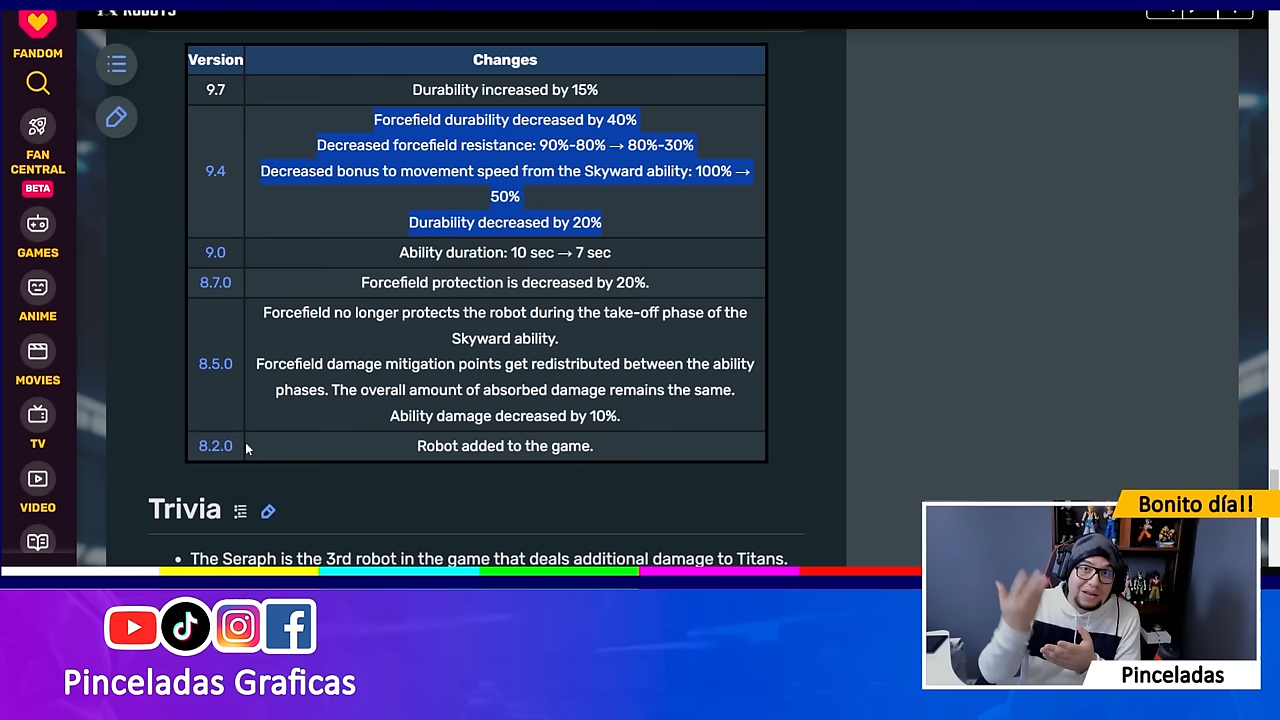 FANDOM
FAN
CENTRAL
BETA
GAMES
ANIME
MOVIES
TV
VIDEO
Version Changes
9.7 Durability increased by 15%
9.4
Forcefield durability decreased by 40%
Decreased forcefield resistance: 90%-80% → 80%-30%
Decreased bonus to movement speed from the Skyward ability: 100% →
50%
Durability decreased by 20%
9.0 Ability duration: 10 sec → 7 sec
8.7.0 Forcefield protection is decreased by 20%.
8.5.0
Forcefield no longer protects the robot during the take-off phase of the
Skyward ability.
Forcefield damage mitigation points get redistributed between the ability
phases. The overall amount of absorbed damage remains the same.
Ability damage decreased by 10%.
8.2.0 Robot added to the game.
Trivia
• The Seraph is the 3rd robot in the game that deals additional damage to Titans.
Bonito día!!
Pinceladas
Pinceladas Graficas